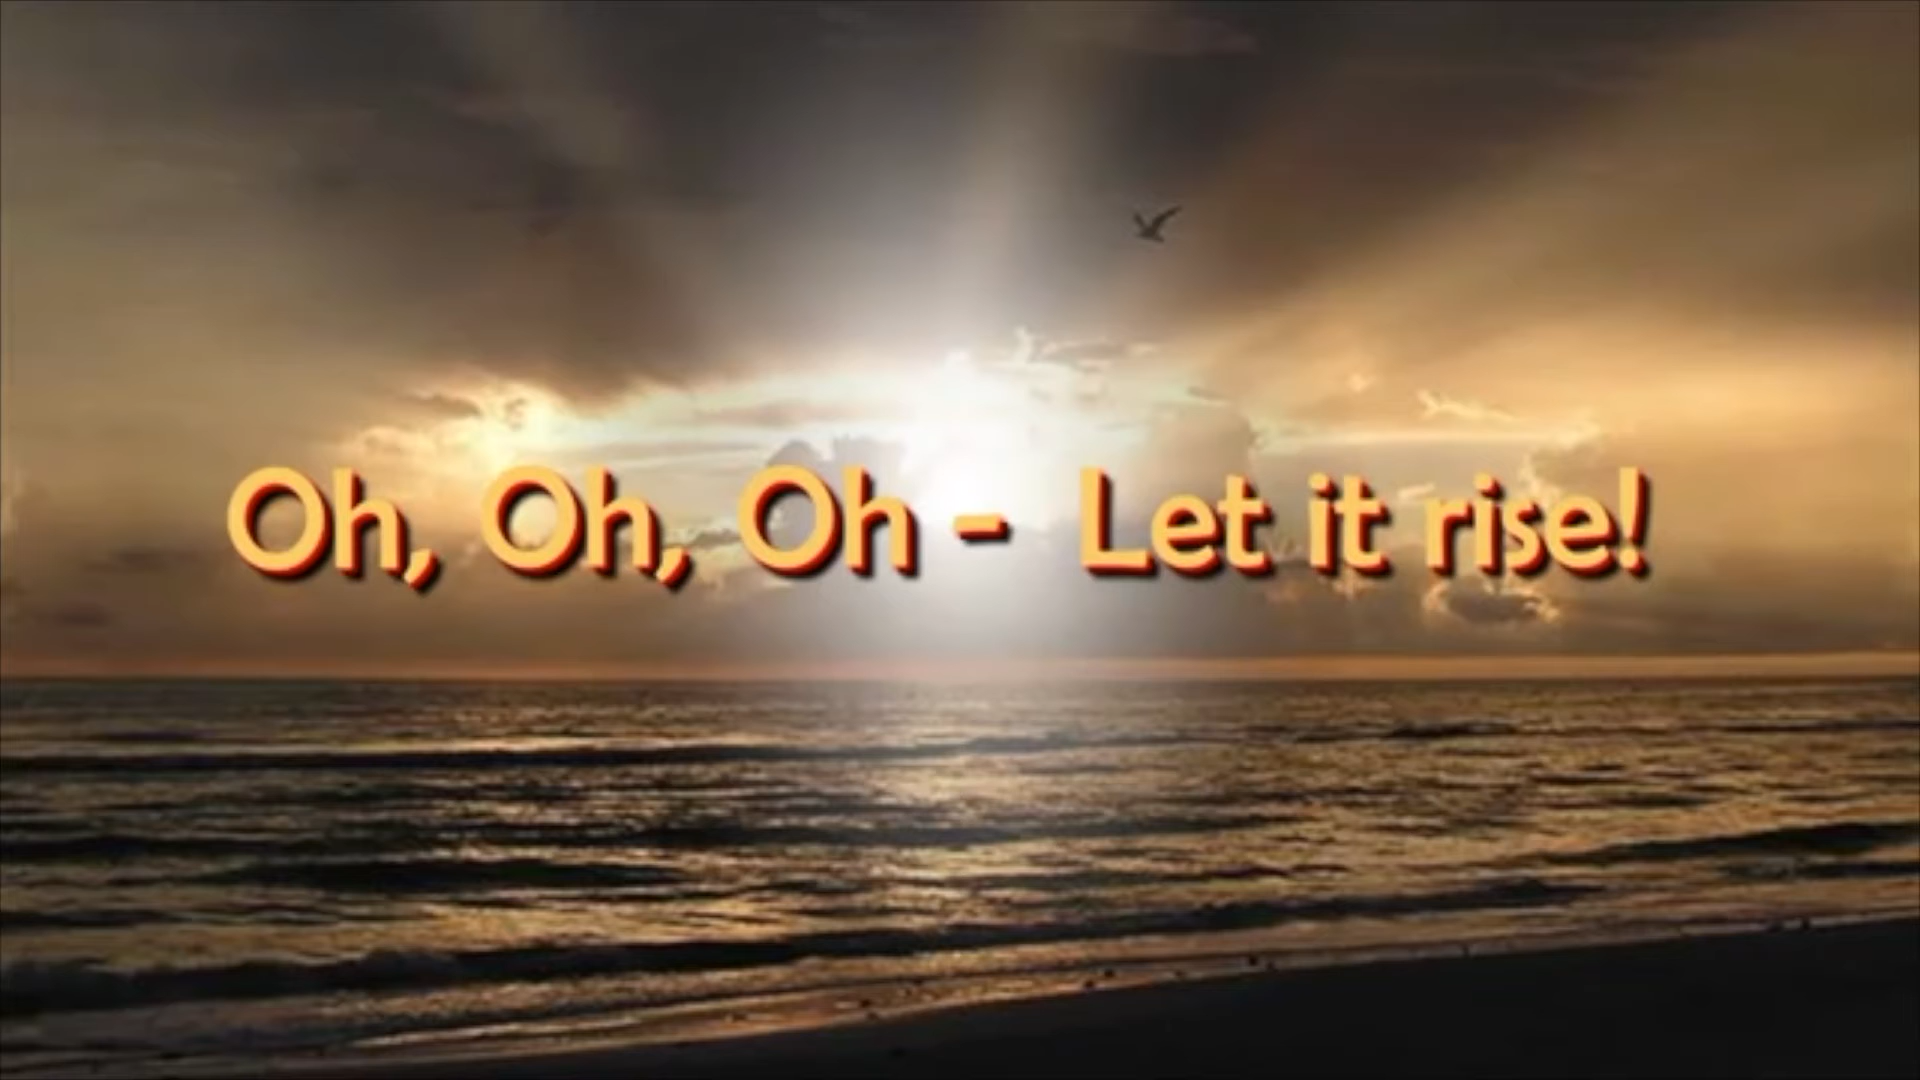 Oh, Oh, Oh - Let it rise!